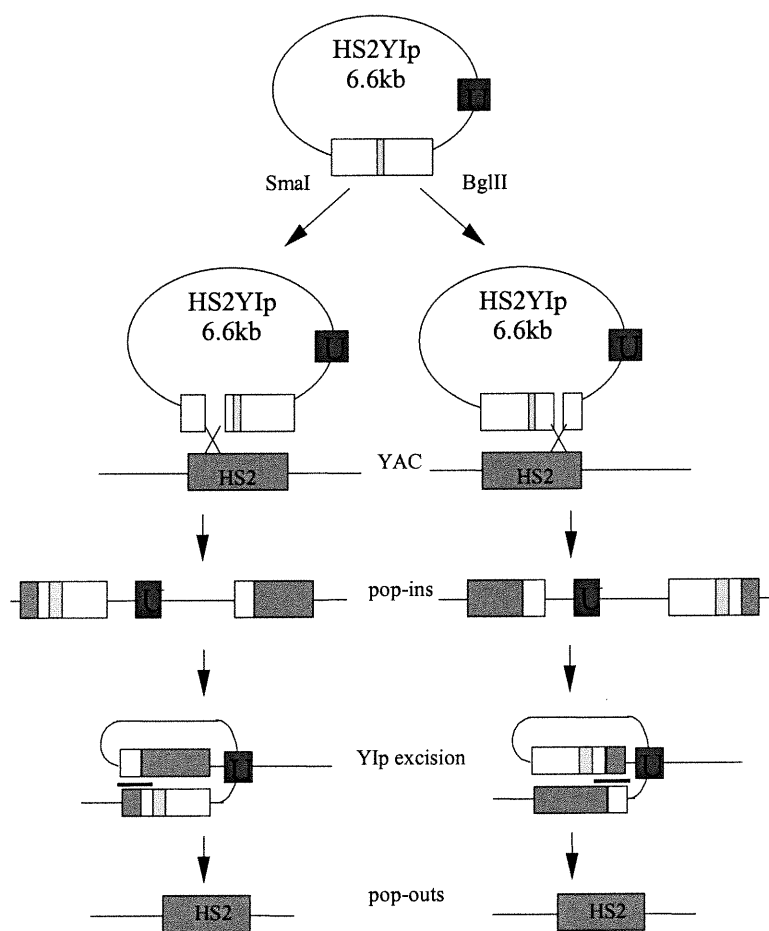 HS2YIp
6.6kb
U
SmaI
BglII
HS2YIp
6.6kb
U
HS2YIp
6.6kb
U
YAC
HS2
HS2
pop-ins
U
U
YIp excision
U
U
pop-outs
HS2
HS2